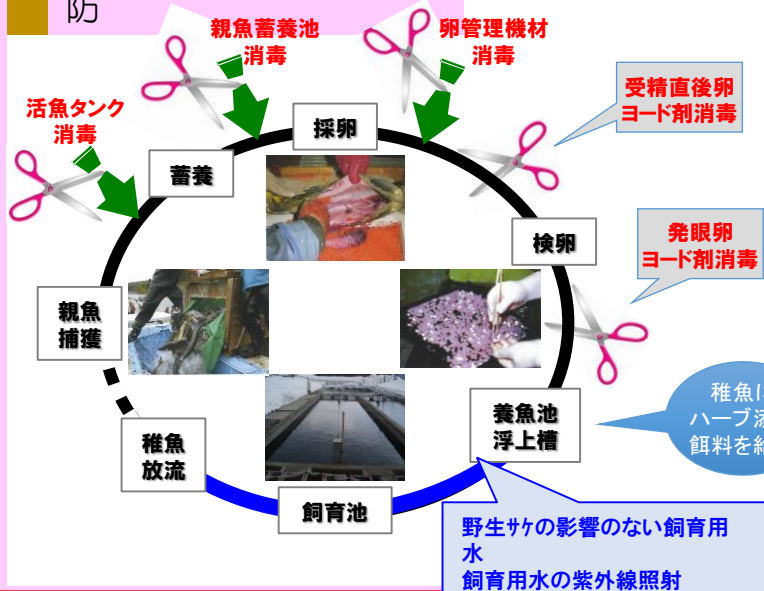 防
親魚蓄養池
消毒
卵管理機材
消毒
受精直後卵
ヨード剤消毒
活魚タンク
消毒
採卵
蓄養
検卵
発眼卵
ヨード剤消毒
親魚
捕獲
稚魚
ハーブ
餌料を
養魚池
浮上槽
稚魚
放流
飼育池
野生サケの影響のない飼育用
水
飼育用水の紫外線照射